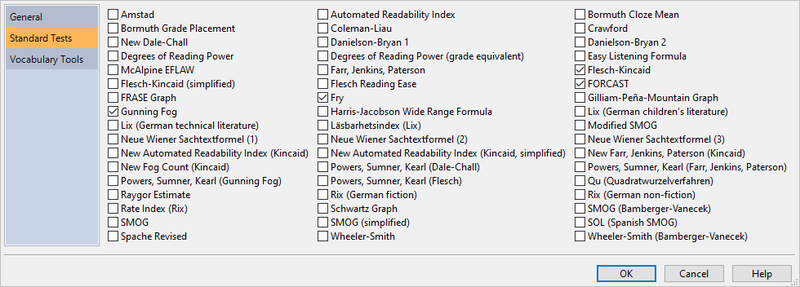 General
Standard Tests
Vocabulary Tools
Amstad Automated Readability Index Bormuth Cloze Mean
Bormuth Grade Placement Coleman-Liau Crawford
New Dale-Chall Danielson-Bryan 1 Danielson-Bryan 2
Degrees of Reading Power Degrees of Reading Power (grade equivalent) Easy Listening Formula
McAlpine EFLAW Farr, Jenkins, Paterson Flesch-Kincaid
Flesch-Kincaid (simplified) Flesch Reading Ease FORCAST
FRASE Graph Fry Gilliam-Peña-Mountain Graph
Gunning Fog Harris-Jacobson Wide Range Formula Lix (German children's literature)
Lix (German technical literature) Läsbarhetsindex (Lix) Modified SMOG
Neue Wiener Sachtextformel (1) Neue Wiener Sachtextformel (2) Neue Wiener Sachtextformel (3)
New Automated Readability Index (Kincaid) New Automated Readability Index (Kincaid, simplified) New Farr, Jenkins, Paterson (Kincaid)
New Fog Count (Kincaid) Powers, Sumner, Kearl (Dale-Chall) Powers, Sumner, Kearl (Farr, Jenkins, Paterson)
Powers, Sumner, Kearl (Gunning Fog) Powers, Sumner, Kearl (Flesch) Qu (Quadratwurzelverfahren)
Raygor Estimate Rix (German fiction) Rix (German non-fiction)
Rate Index (Rix) Schwartz Graph SMOG (Bamberger-Vanecek)
SMOG SMOG (simplified) SOL (Spanish SMOG)
Spache Revised Wheeler-Smith Wheeler-Smith (Bamberger-Vanecek)
OK Cancel Help